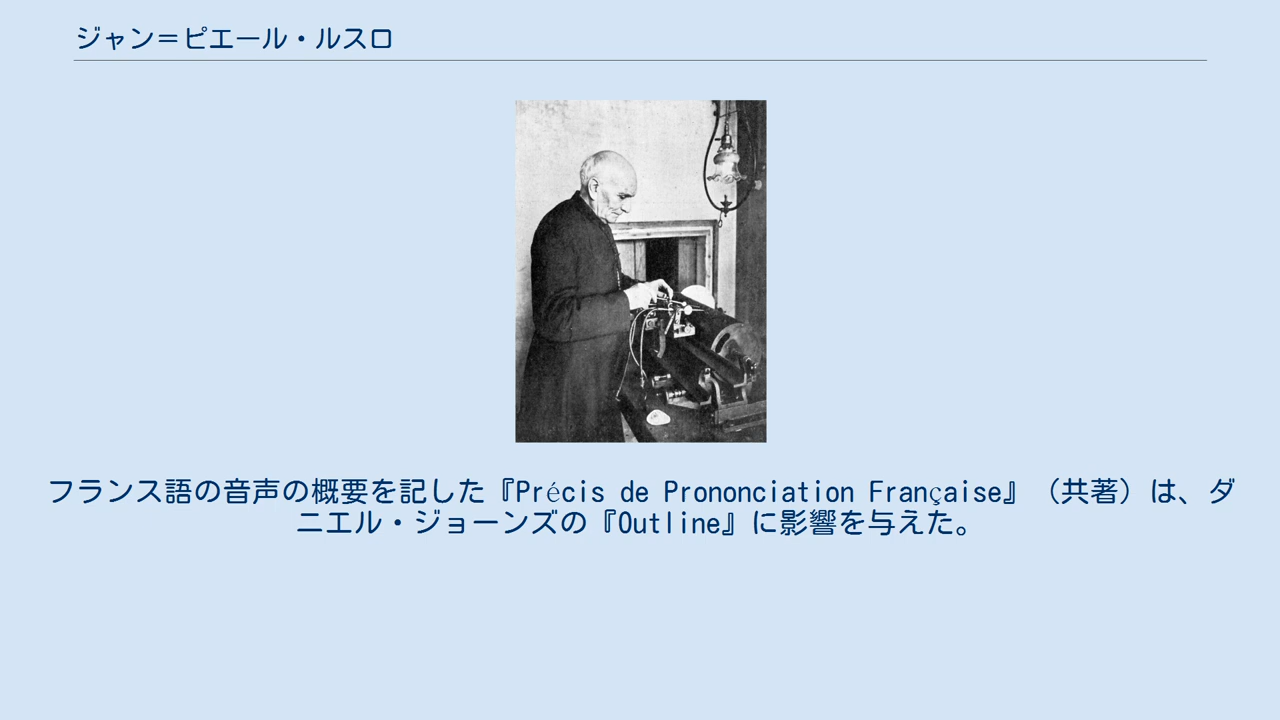 ジャン＝ピエール・ルスロ
フランス語の音声の概要を記した『Précis de Prononciation Française』（共著）は、ダ
ニエル・ジョーンズの『Outline』に影響を与えた。